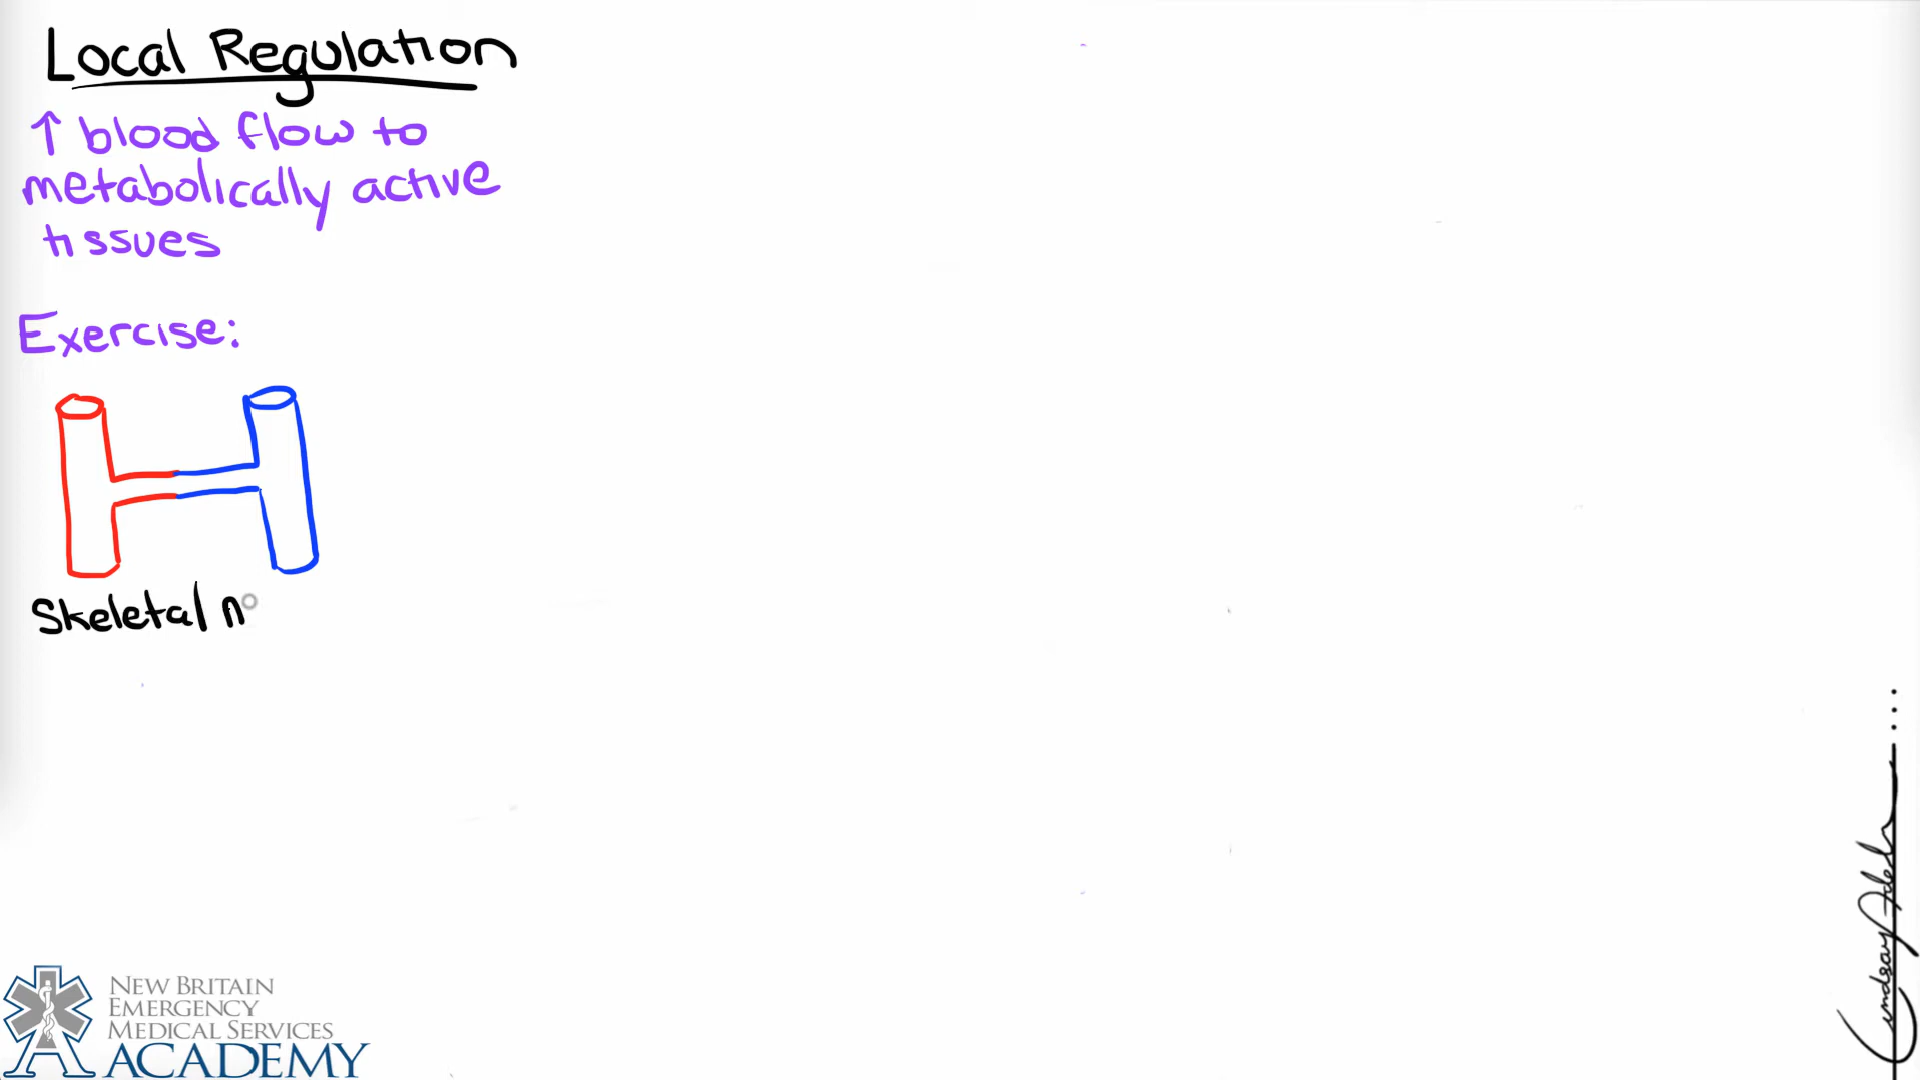 Local Regulation
↑ blood flow to
metabolically active
tissues
Exercise:
Skeletal n
NEW BRITAIN
EMERGENCY
MEDICAL SERVICES
ACADEMY